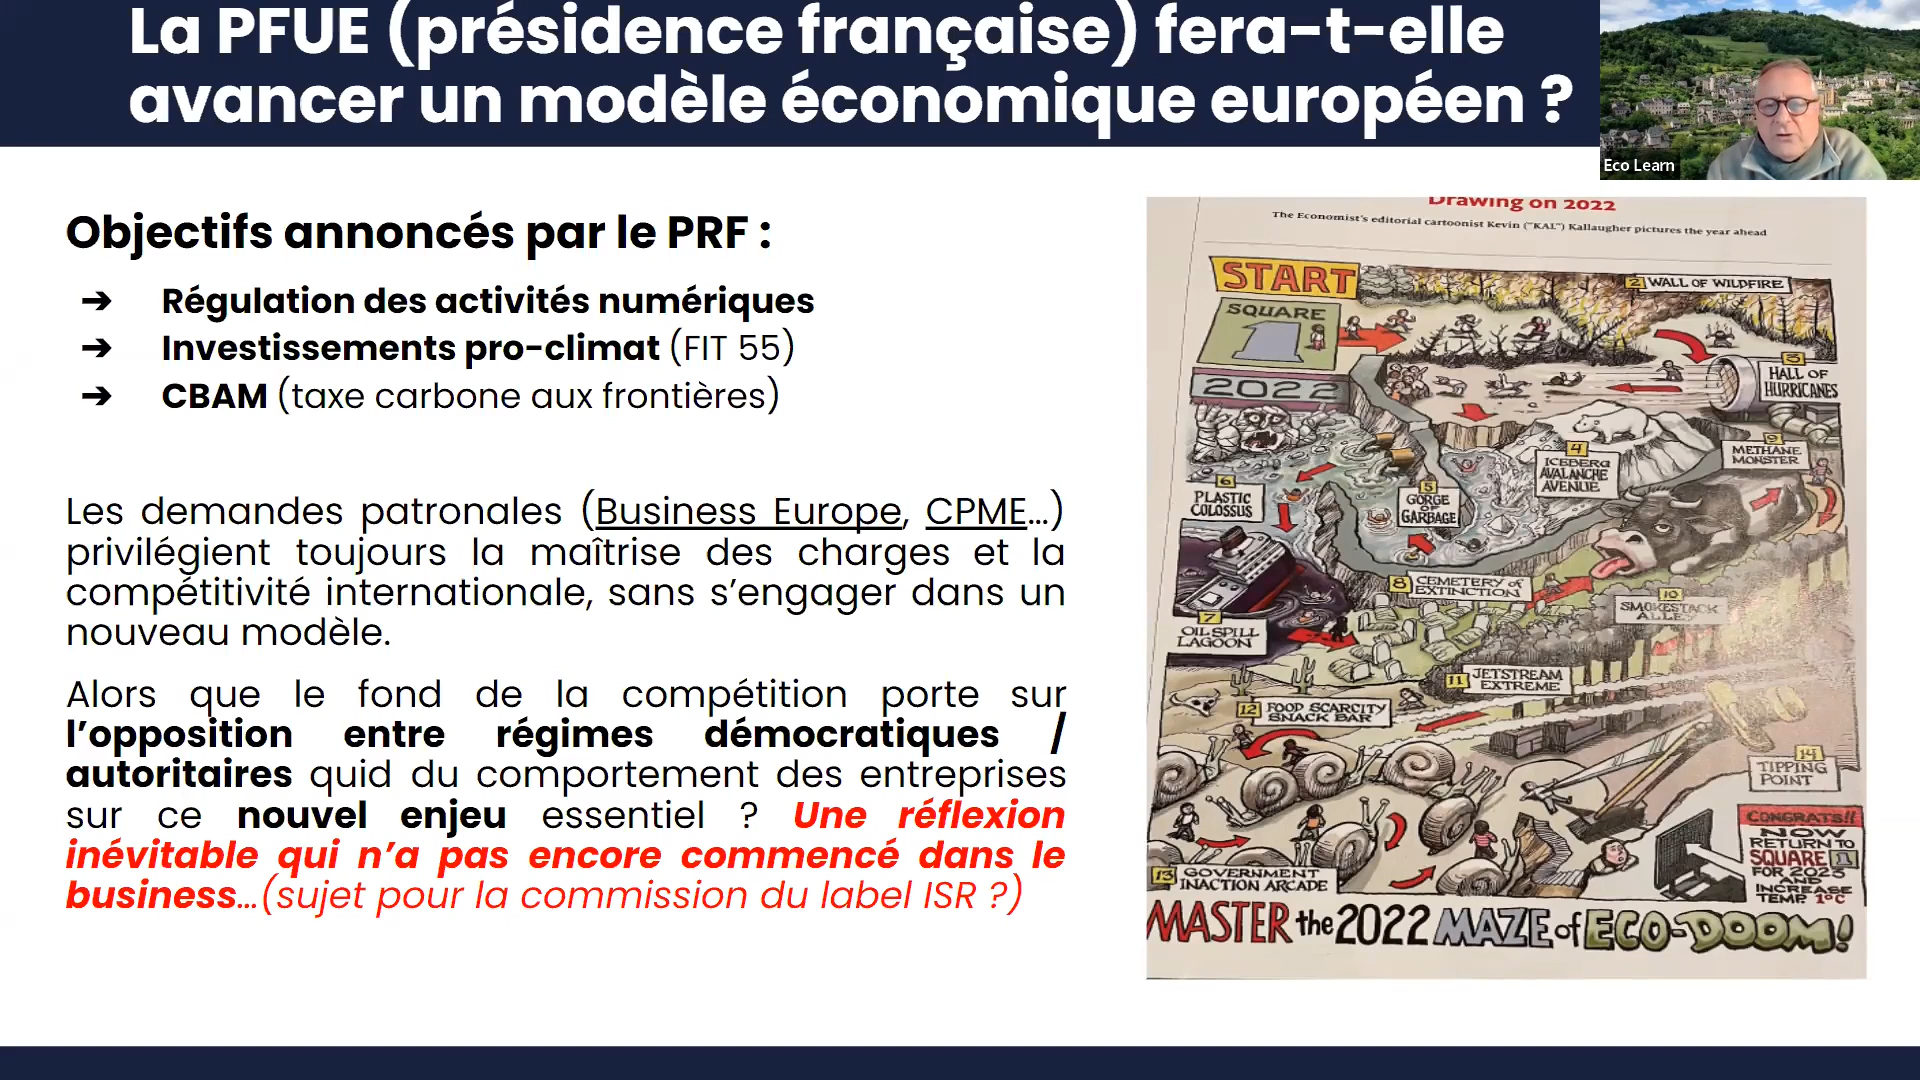 La PFUE (présidence française) fera-t-elle
avancer un modèle économique européen ?
Eco Learn
Objectifs annoncés par le PRF :
➔ Régulation des activités numériques
➔ Investissements pro-climat (FIT 55)
➔ CBAM (taxe carbone aux frontières)
Les demandes patronales (Business Europe, CPME…)
privilégient toujours la maîtrise des charges et la
compétitivité internationale, sans s’engager dans un
nouveau modèle.
Alors que le fond de la compétition porte sur
l’opposition entre régimes démocratiques /
autoritaires quid du comportement des entreprises
sur ce nouvel enjeu essentiel ? Une réflexion
inévitable qui n’a pas encore commencé dans le
business…(sujet pour la commission du label ISR ?)
Drawing on 2022
The Economist's editorial cartoonist Kevin ("KAL") Kallaugher pictures the year ahead
START
SQUARE
1
2022
2 WALL OF WILDFIRE
3
HALL OF
HURRICANES
4
ICEBERG
AVALANCHE
AVENUE
5
GORGE
OF
GARBAGE
6
PLASTIC
COLOSSUS
7
OIL SPILL
LAGOON
8 CEMETERY of
EXTINCTION
9
METHANE
MONSTER
10
SMOKESTACK
ALLEY
11 JETSTREAM
EXTREME
12 FOOD SCARCITY
SNACK BAR
13 GOVERNMENT
INACTION ARCADE
14
TIPPING
POINT
CONGRATS!!
NOW
RETURN TO
SQUARE 1
FOR 2023
AND
INCREASE
TEMP. 1°C
MASTER the 2022 MAZE of ECO-DOOM!